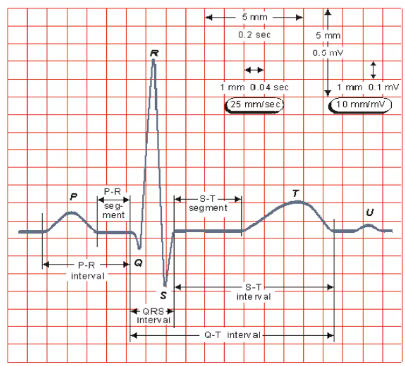 5 mm
0.2 sec
5 mm
0.5 mV
1 mm 0.04 sec
25 mm/sec
1 mm 0.1 mV
10 mm/mV
R
P
P-R
seg-
ment
S-T
segment
T
U
Q
P-R
interval
S
QRS
interval
S-T
interval
Q-T interval